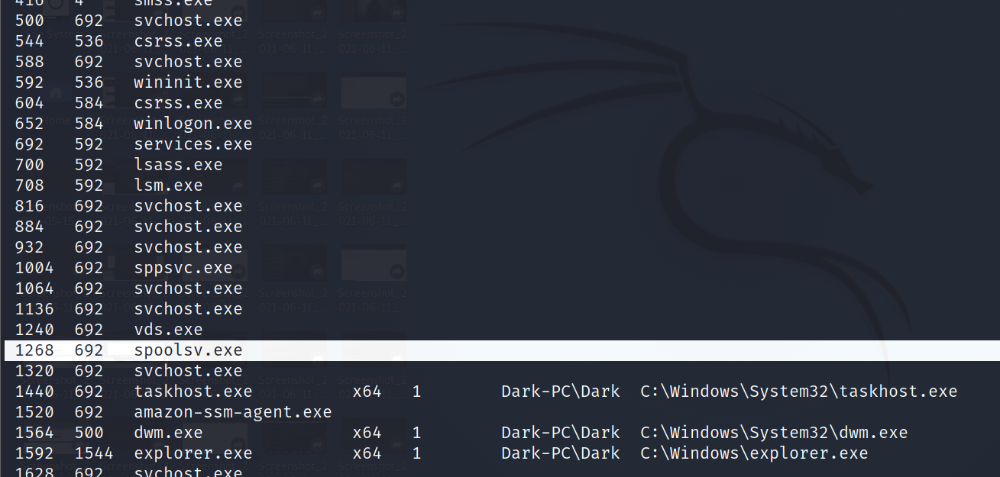 416 4 smss.exe
500 692 svchost.exe
544 536 csrss.exe
588 692 svchost.exe
592 536 wininit.exe
604 584 csrss.exe
652 584 winlogon.exe
692 592 services.exe
700 592 lsass.exe
708 592 lsm.exe
816 692 svchost.exe
884 692 svchost.exe
932 692 svchost.exe
1004 692 sppsvc.exe
1064 692 svchost.exe
1136 692 svchost.exe
1240 692 vds.exe
1268 692 spoolsv.exe
1320 692 svchost.exe
1440 692 taskhost.exe x64 1 Dark-PC\Dark C:\Windows\System32\taskhost.exe
1520 692 amazon-ssm-agent.exe
1564 500 dwm.exe x64 1 Dark-PC\Dark C:\Windows\System32\dwm.exe
1592 1544 explorer.exe x64 1 Dark-PC\Dark C:\Windows\explorer.exe
1628 692 svchost.exe